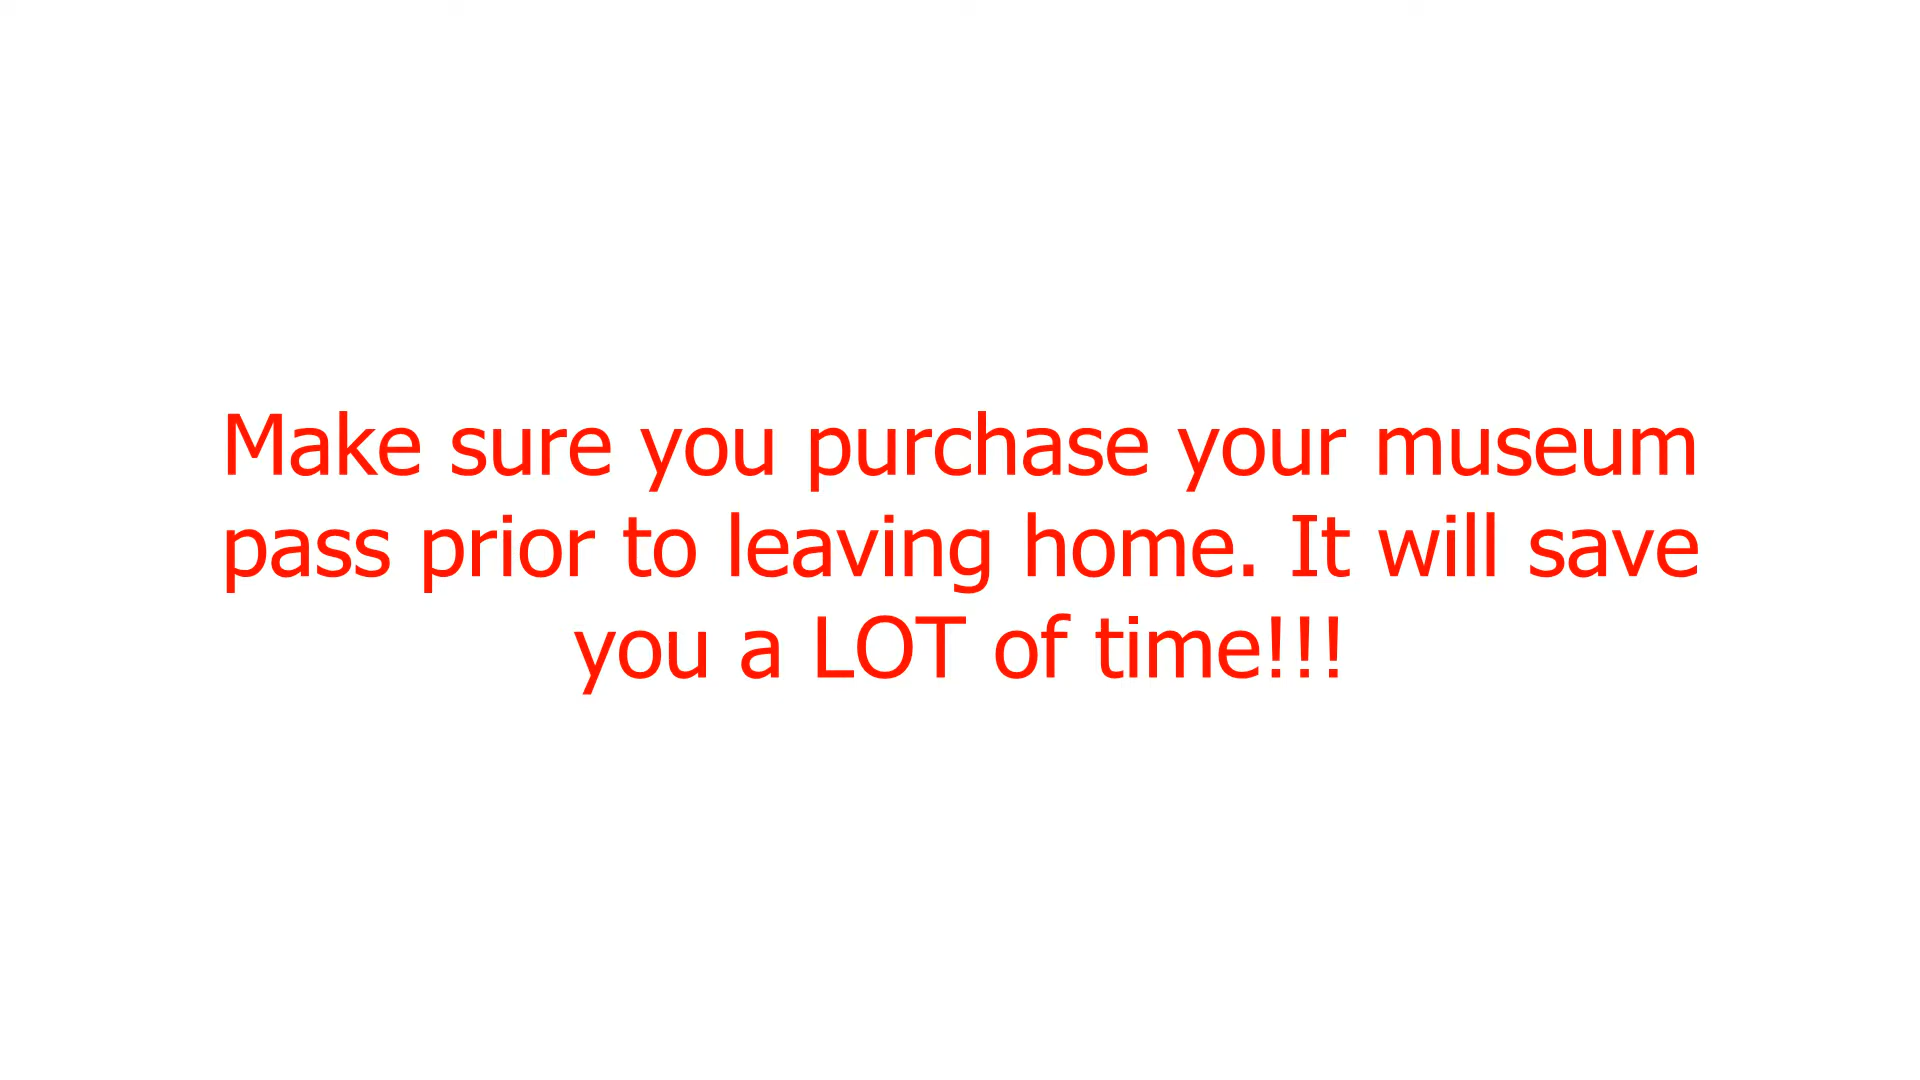 Make sure you purchase your museum
pass prior to leaving home. It will save
you a LOT of time!!!